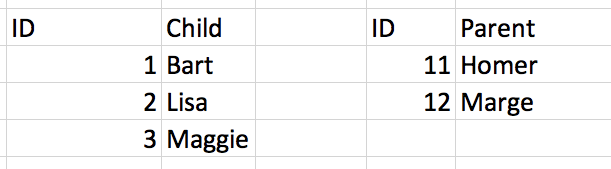 ID Child ID Parent
1 Bart 11 Homer
2 Lisa 12 Marge
3 Maggie